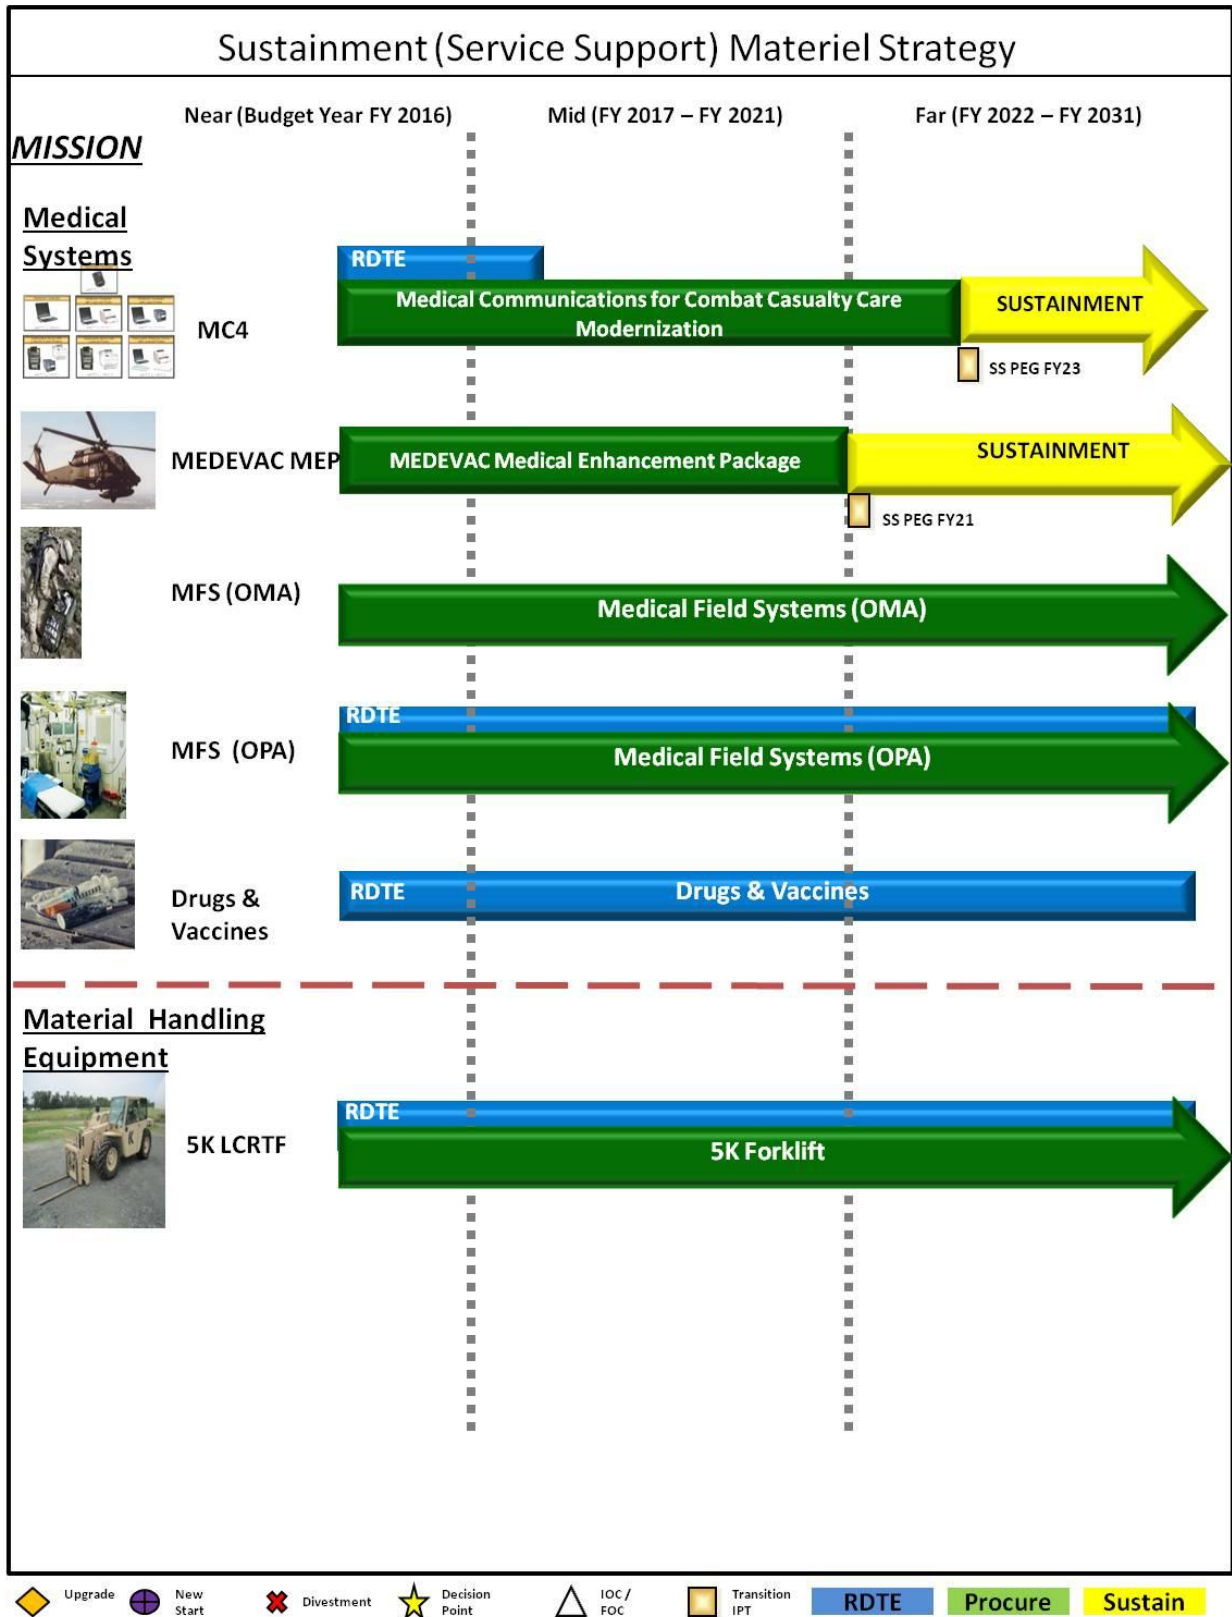 Sustainment (Service Support) Materiel Strategy
Near (Budget Year FY 2016)
Mid (FY 2017 – FY 2021)
Far (FY 2022 – FY 2031)
MISSION
Medical
Systems
MC4
RDTE
Medical Communications for Combat Casualty Care
Modernization
SUSTAINMENT
SS PEG FY23
MEDEVAC MEP
MEDEVAC Medical Enhancement Package
SUSTAINMENT
SS PEG FY21
MFS (OMA)
Medical Field Systems (OMA)
MFS (OPA)
RDTE
Medical Field Systems (OPA)
Drugs &
Vaccines
RDTE
Drugs & Vaccines
Material Handling
Equipment
5K LCRTF
RDTE
5K Forklift
Upgrade
New
Start
Divestment
Decision
Point
IOC /
FOC
Transition
IPT
RDTE
Procure
Sustain